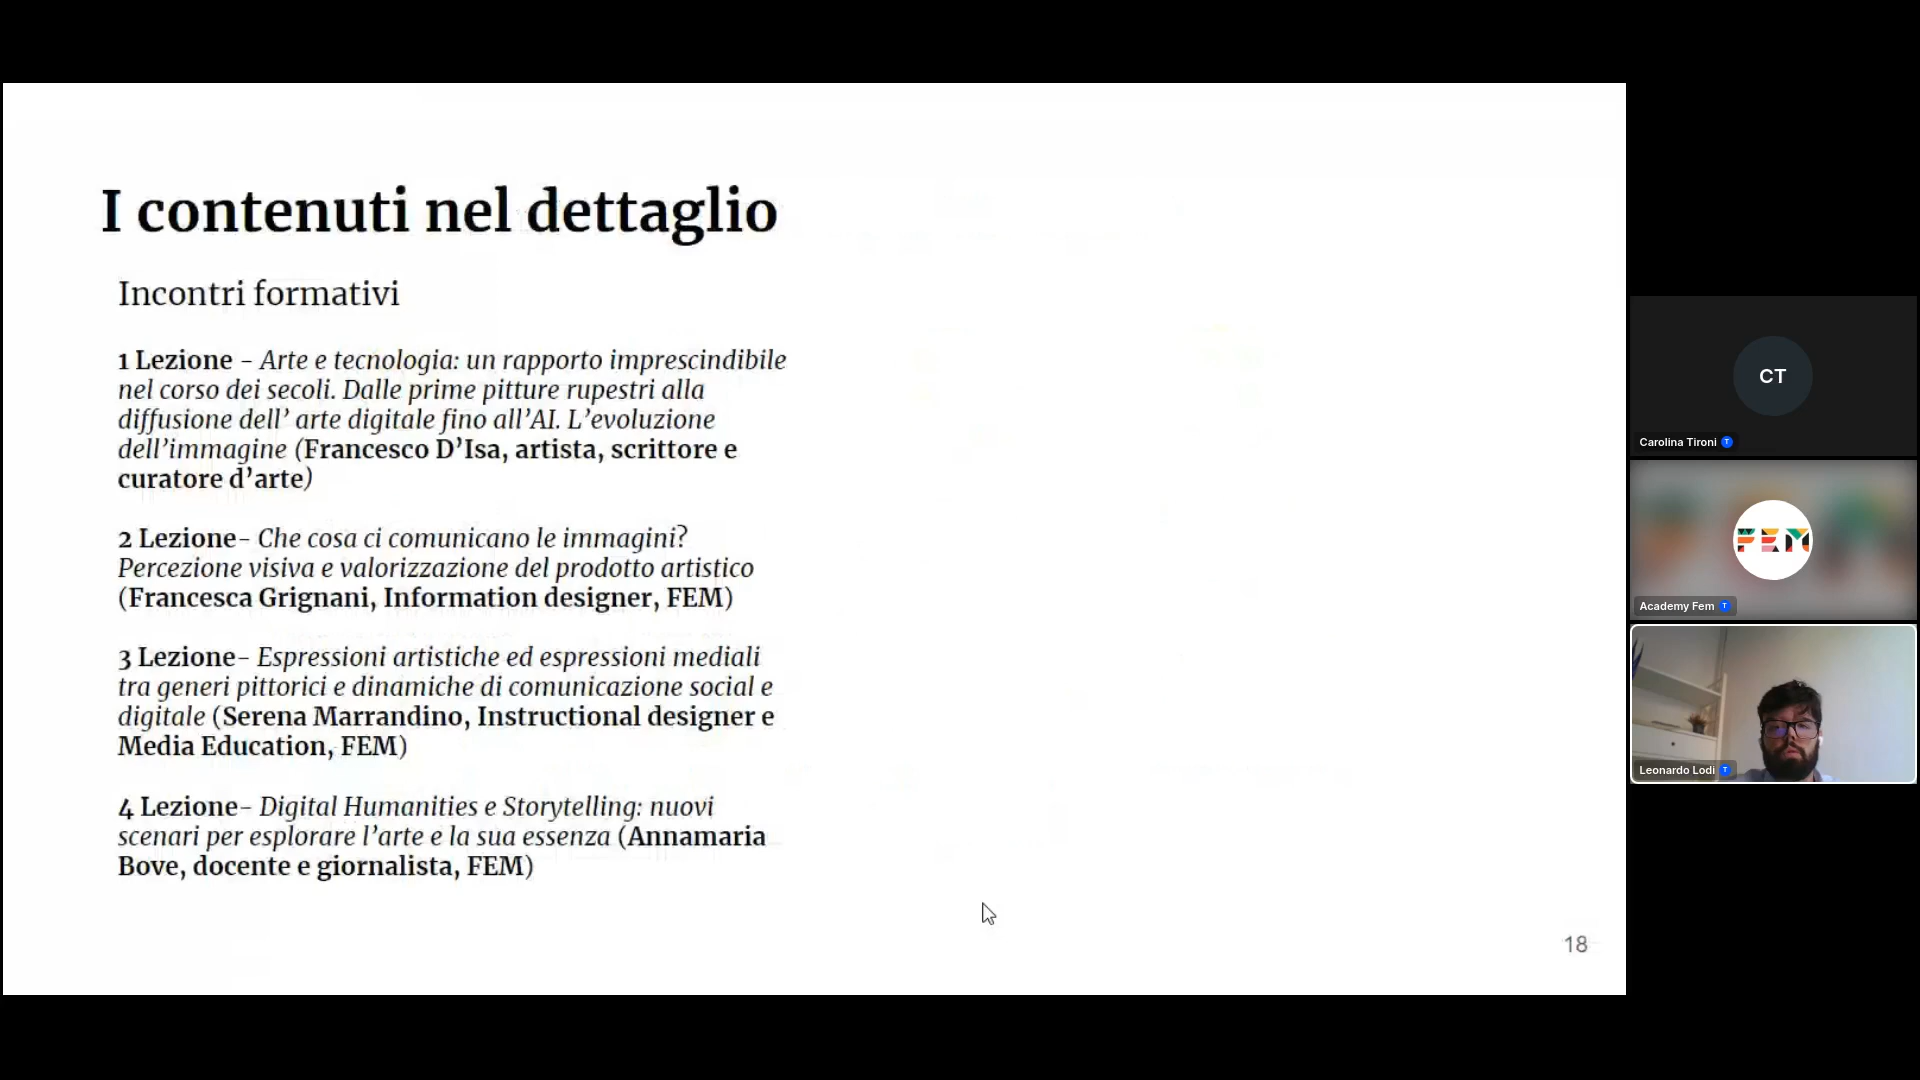 I contenuti nel dettaglio
Incontri formativi
1 Lezione - Arte e tecnologia: un rapporto imprescindibile
nel corso dei secoli. Dalle prime pitture rupestri alla
diffusione dell' arte digitale fino all'AI. L'evoluzione
dell'immagine (Francesco D'Isa, artista, scrittore e
curatore d'arte)
2 Lezione- Che cosa ci comunicano le immagini?
Percezione visiva e valorizzazione del prodotto artistico
(Francesca Grignani, Information designer, FEM)
3 Lezione- Espressioni artistiche ed espressioni mediali
tra generi pittorici e dinamiche di comunicazione social e
digitale (Serena Marrandino, Instructional designer e
Media Education, FEM)
4 Lezione- Digital Humanities e Storytelling: nuovi
scenari per esplorare l'arte e la sua essenza (Annamaria
Bove, docente e giornalista, FEM)
18
CT
Carolina Tironi T
FEM
Academy Fem T
Leonardo Lodi T